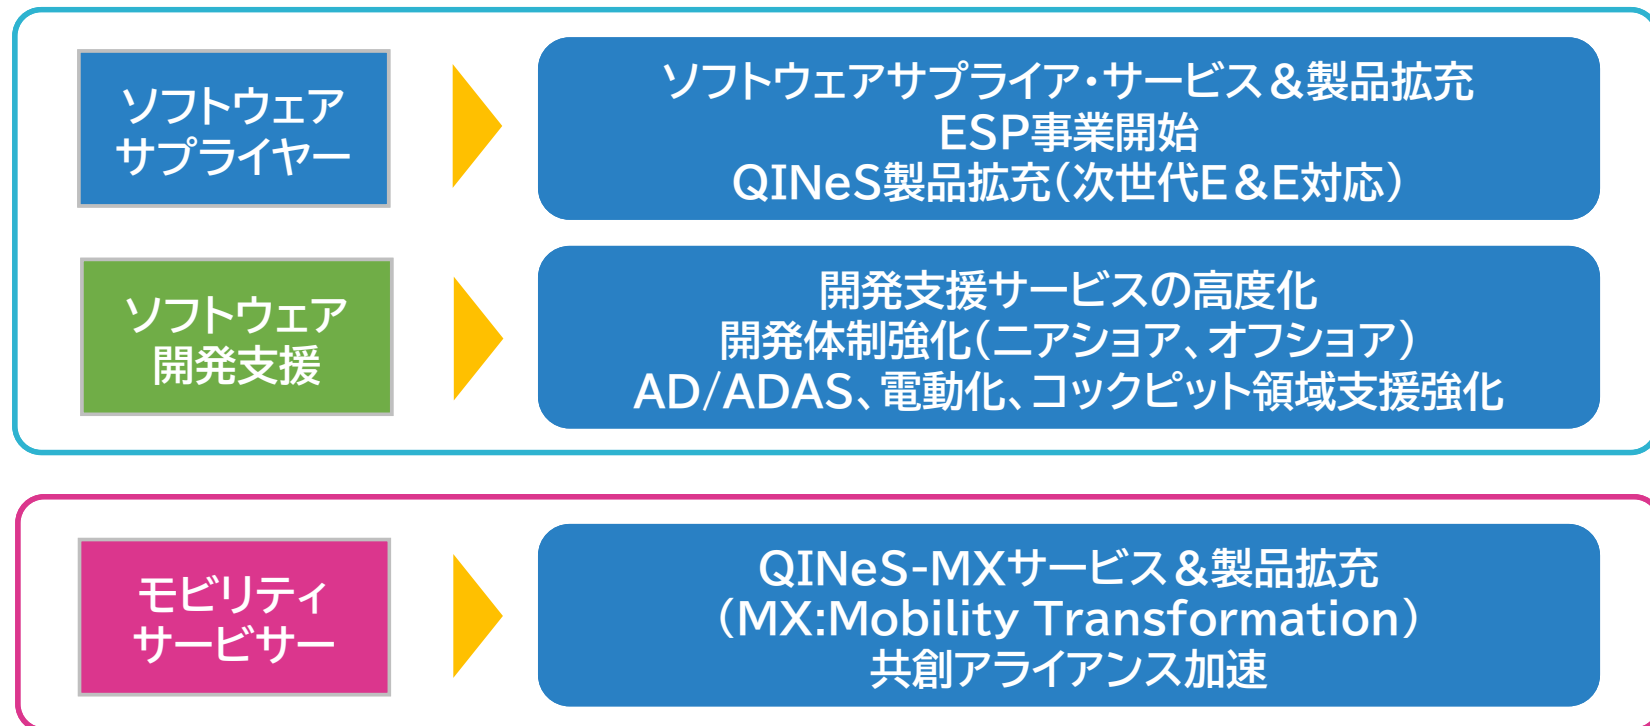 ソフトウェア
サプライヤー
ソフトウェアサプライア・サービス&製品拡充
ESP事業開始
QINeS製品拡充(次世代E&E対応)
ソフトウェア
開発支援
開発支援サービスの高度化
開発体制強化(ニアショア、オフショア)
AD/ADAS、電動化、コックピット領域支援強化
モビリティ
サービサー
QINeS-MXサービス&製品拡充
(MX:Mobility Transformation)
共創アライアンス加速